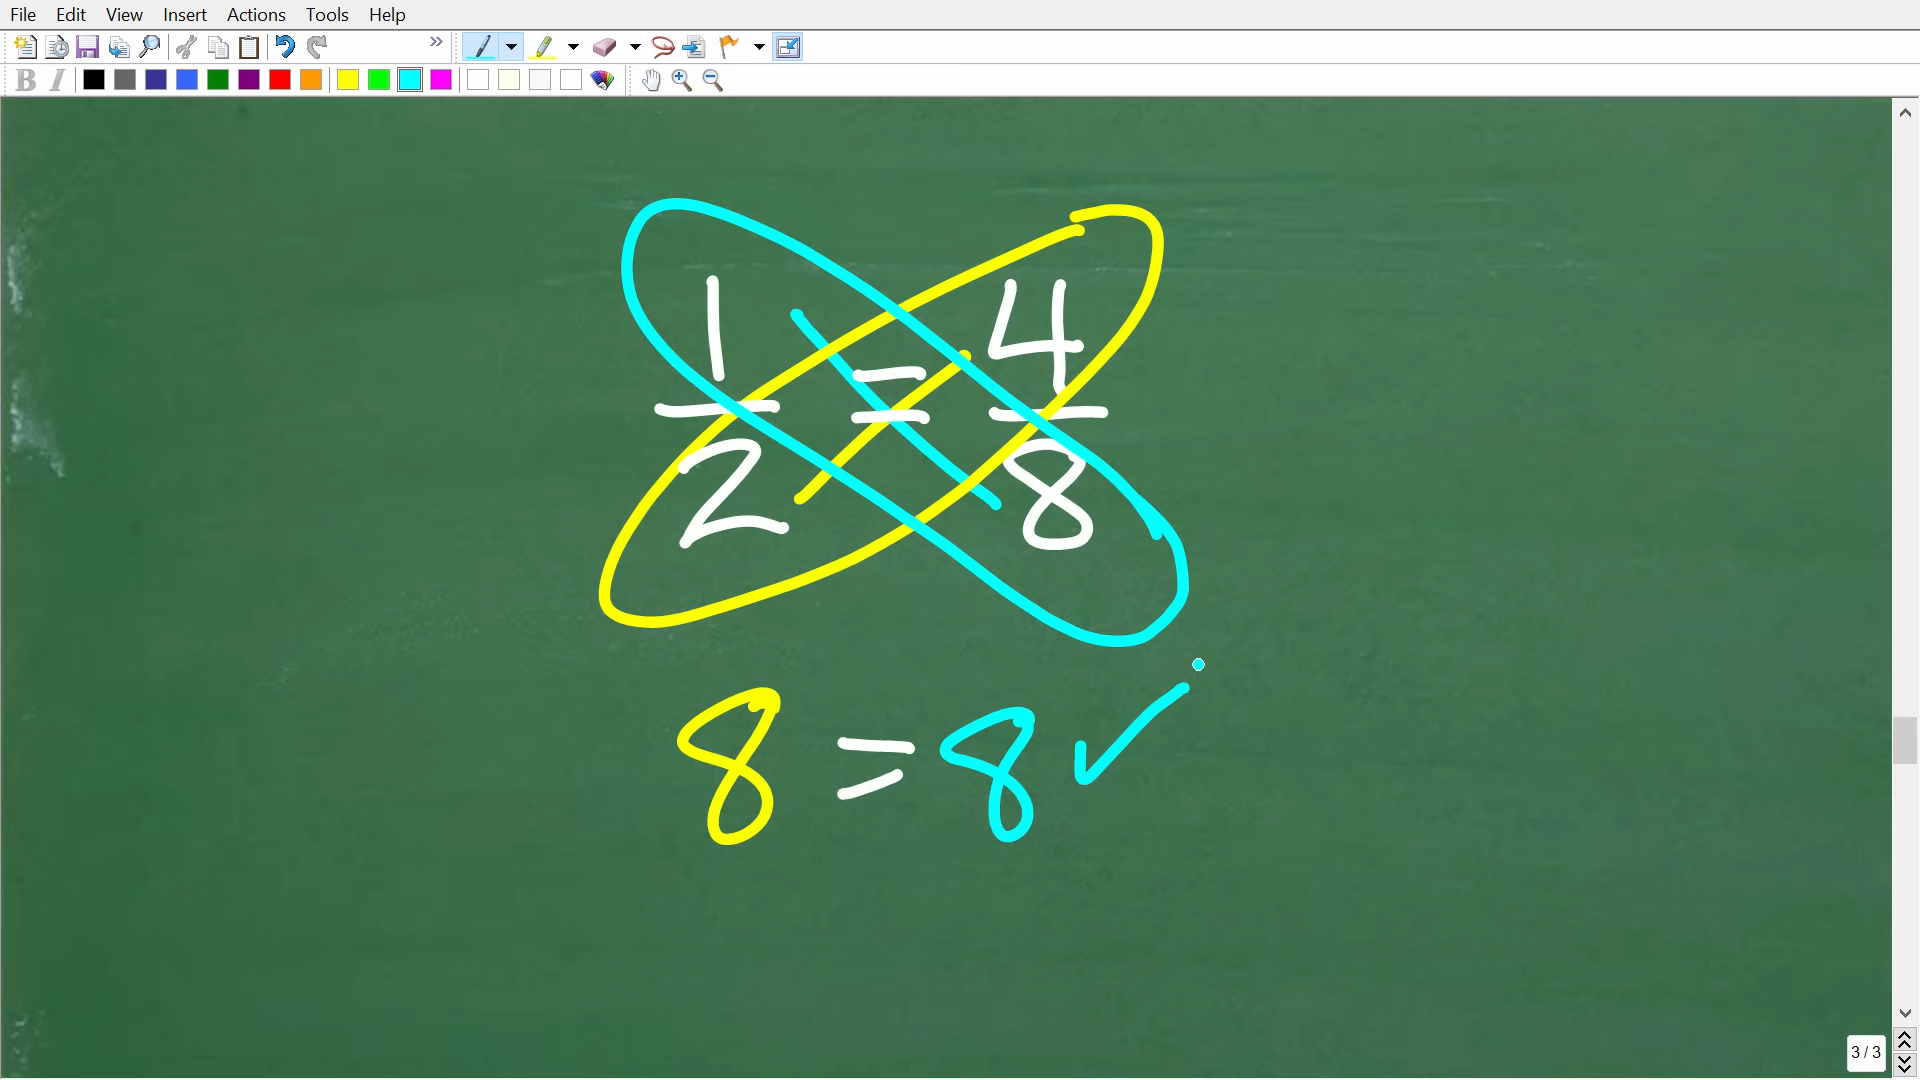 File Edit View Insert Actions Tools Help
B I
1/2 = 4/8
8 = 8 ✓
3 / 3